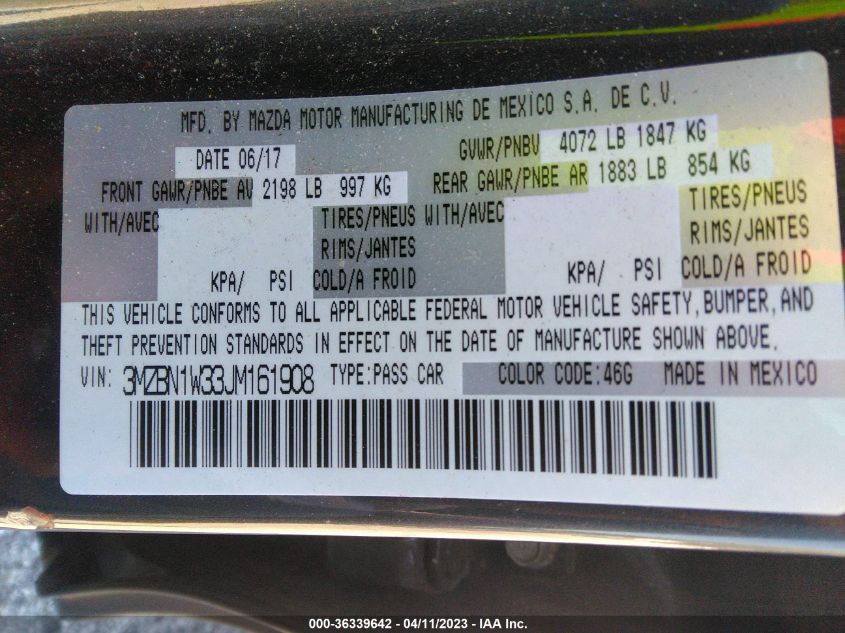 MFD. BY MAZDA MOTOR MANUFACTURING DE MEXICO S.A. DE C.V.
DATE 06/17 GVWR/PNBV 4072 LB 1847 KG
FRONT GAWR/PNBE AV 2198 LB 997 KG REAR GAWR/PNBE AR 1883 LB 854 KG
WITH/AVEC TIRES/PNEUS WITH/AVEC TIRES/PNEUS
RIMS/JANTES RIMS/JANTES
KPA/ PSI COLD/A FROID KPA/ PSI COLD/A FROID
THIS VEHICLE CONFORMS TO ALL APPLICABLE FEDERAL MOTOR VEHICLE SAFETY, BUMPER, AND
THEFT PREVENTION STANDARDS IN EFFECT ON THE DATE OF MANUFACTURE SHOWN ABOVE.
VIN: 3MZBN1W33JM161908 TYPE:PASS CAR COLOR CODE:46G MADE IN MEXICO
000-36339642 - 04/11/2023 - IAA Inc.